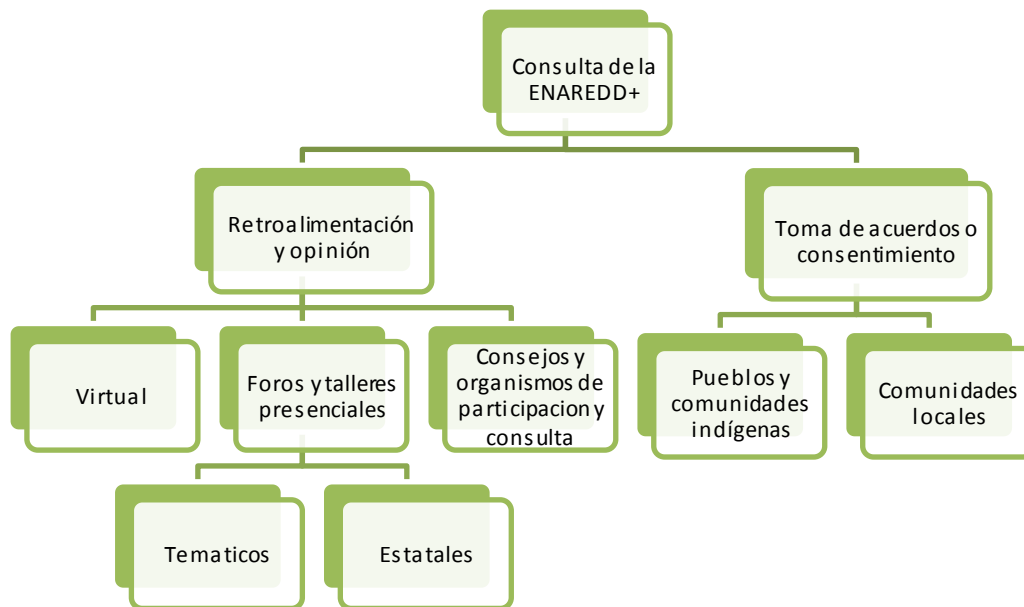 Consulta de la
ENAREDD+
Retroalimentación
y opinión
Toma de acuerdos o
consentimiento
Virtual
Foros y talleres
presenciales
Consejos y
organismos de
participacion y
consulta
Pueblos y
comunidades
indígenas
Comunidades
locales
Tematicos
Estatales